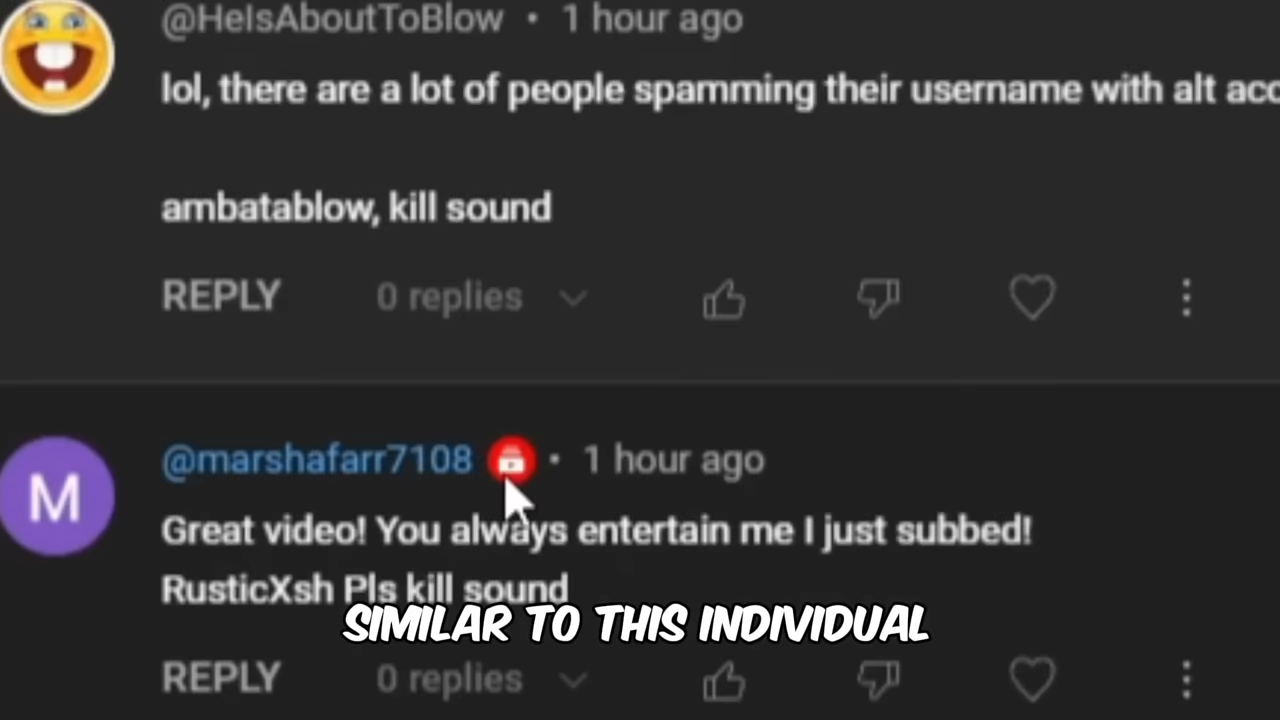 @HeIsAboutToBlow • 1 hour ago
lol, there are a lot of people spamming their username with alt
ambatablow, kill sound
REPLY 0 replies
M
@marshafarr7108 • 1 hour ago
Great video! You always entertain me I just subbed!
RusticXsh Pls kill sound
SIMILAR TO THIS INDIVIDUAL
REPLY 0 replies